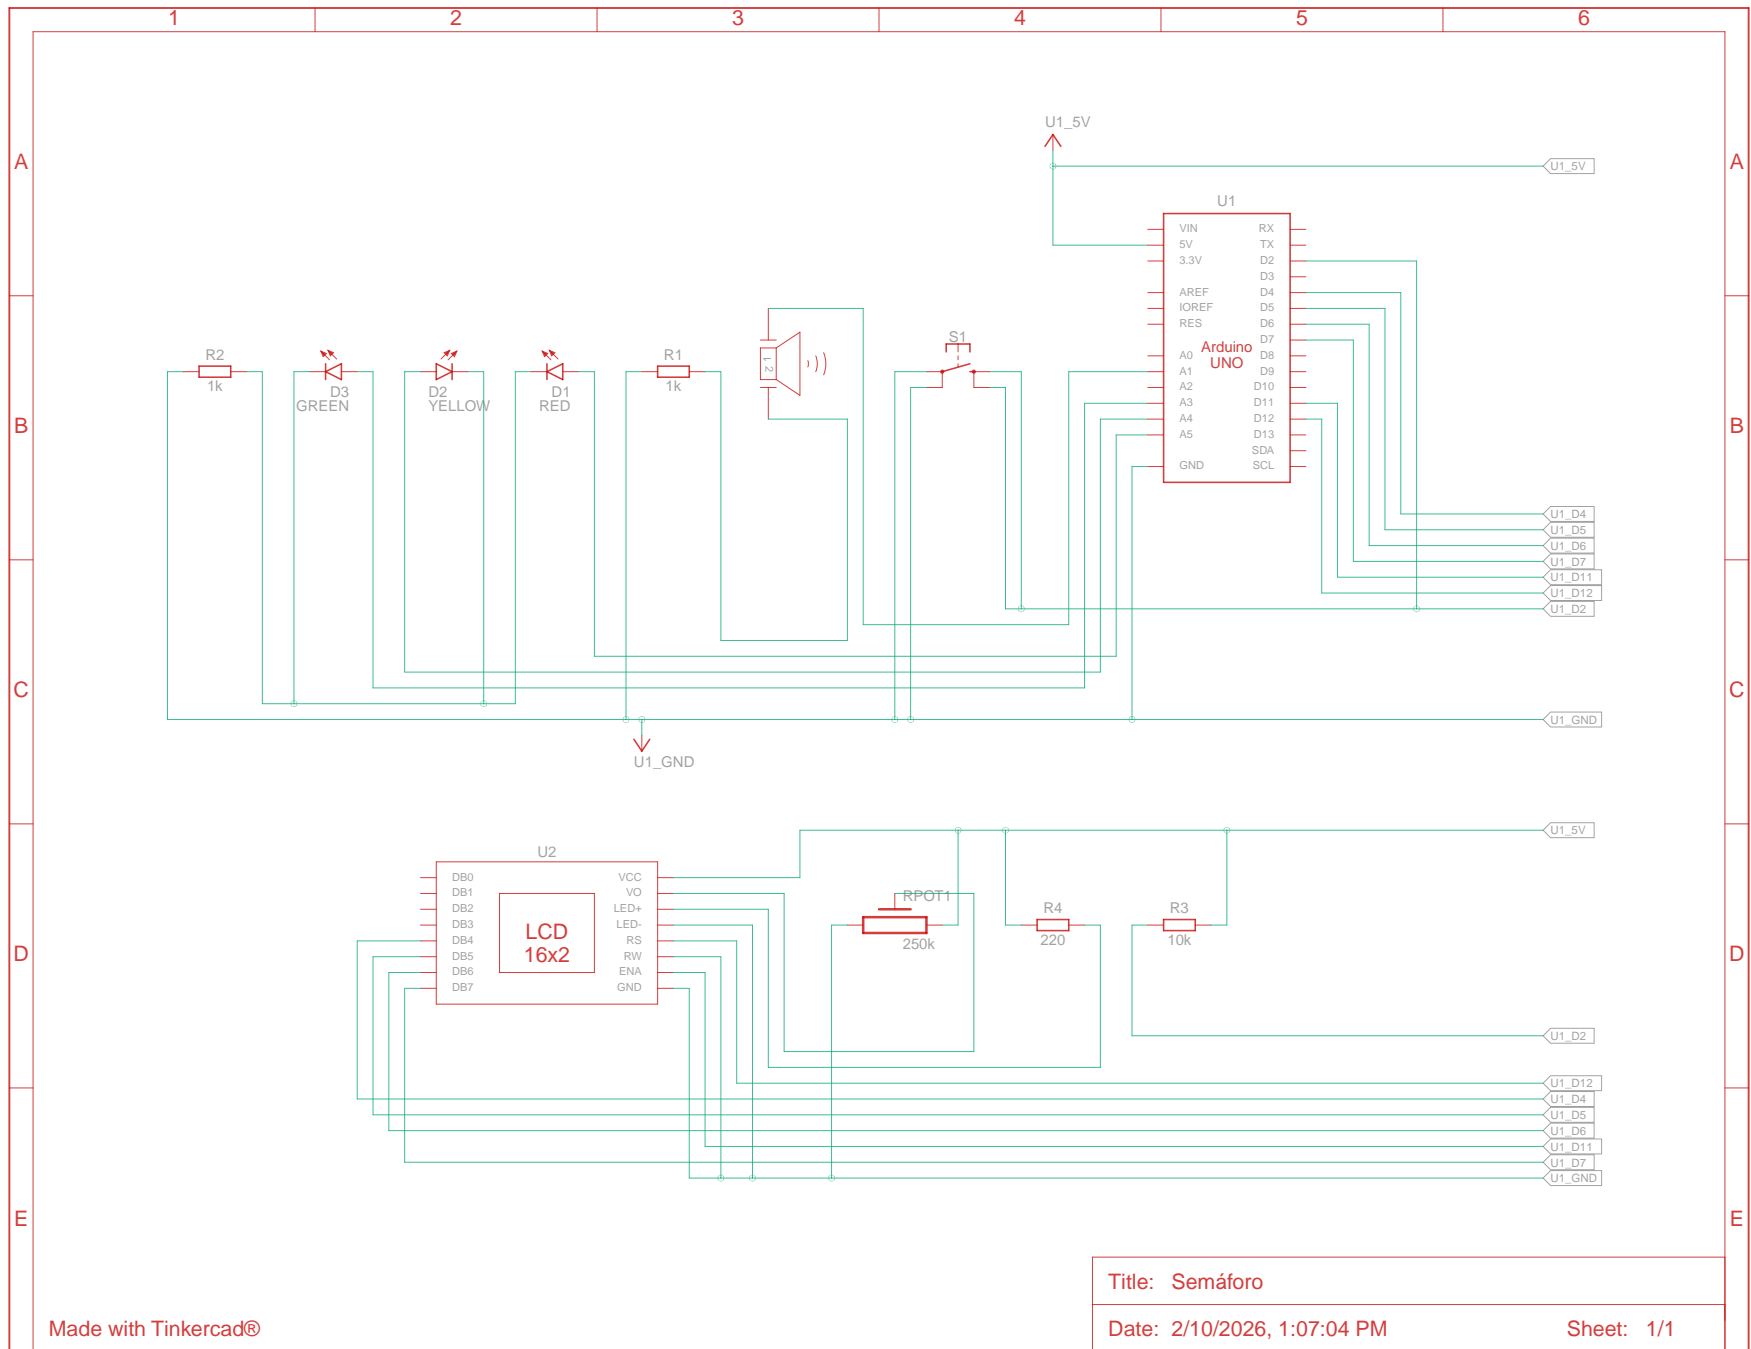 1 2 3 4 5 6
A A
B B
C C
D D
E E
U1_5V
U1_5V
U1
VIN RX
5V TX
3.3V D2
D3
AREF D4
IOREF D5
RES D6
D7
A0 D8
A1 D9
A2 D10
A3 D11
A4 D12
A5 D13
SDA
GND SCL
Arduino
UNO
R2
1k
D3
GREEN
D2
YELLOW
D1
RED
R1
1k
1 2
S1
U1_D4
U1_D5
U1_D6
U1_D7
U1_D11
U1_D12
U1_D2
U1_GND
U1_GND
U1_5V
U2
DB0 VCC
DB1 VO
DB2 LED+
DB3 LED-
DB4 RS
DB5 RW
DB6 ENA
DB7 GND
LCD
16x2
RPOT1
250k
R4
220
R3
10k
U1_D2
U1_D12
U1_D4
U1_D5
U1_D6
U1_D11
U1_D7
U1_GND
Title: Semáforo
Made with Tinkercad®
Date: 2/10/2026, 1:07:04 PM Sheet: 1/1